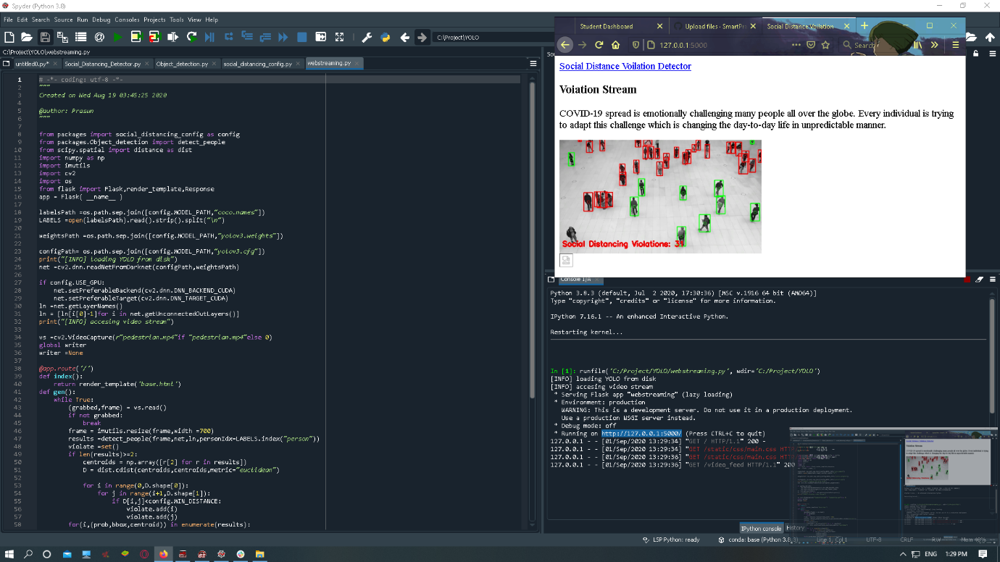 Spyder (Python 3.8)
File Edit Search Source Run Debug Consoles Projects Tools View Help
C:\Project\YOLO
C:\Project\YOLO\webstreaming.py
untitled0.py* Social_Distancing_Detector.py Object_detection.py social_distancing_config.py webstreaming.py
1 # -*- coding: utf-8 -*-
2 """
3 Created on Wed Aug 19 03:45:25 2020
4
5 @author: Prasun
6 """
7
8 from packages import social_distancing_config as config
9 from packages.Object_detection import detect_people
10 from scipy.spatial import distance as dist
11 import numpy as np
12 import imutils
13 import cv2
14 import os
15 from flask import Flask,render_template,Response
16 app = Flask( __name__ )
17
18 labelsPath =os.path.sep.join([config.MODEL_PATH,"coco.names"])
19 LABELS =open(labelsPath).read().strip().split("\n")
20
21 weightsPath =os.path.sep.join([config.MODEL_PATH,"yolov3.weights"])
22
23 configPath= os.path.sep.join([config.MODEL_PATH,"yolov3.cfg"])
24 print("[INFO] loading YOLO from disk")
25 net =cv2.dnn.readNetFromDarknet(configPath,weightsPath)
26
27 if config.USE_GPU:
28 net.setPreferableBackend(cv2.dnn.DNN_BACKEND_CUDA)
29 net.setPreferableTarget(cv2.dnn.DNN_TARGET_CUDA)
30 ln =net.getLayerNames()
31 ln = [ln[i[0]-1]for i in net.getUnconnectedOutLayers()]
32 print("[INFO] accesing video stream")
33
34 vs =cv2.VideoCapture(r"pedestrian.mp4"if "pedestrian.mp4"else 0)
35 global writer
36 writer =None
37
38 @app.route('/')
39 def index():
40 return render_template('base.html')
41 def gen():
42 while True:
43 (grabbed,frame) = vs.read()
44 if not grabbed:
45 break
46 frame = imutils.resize(frame,width =700)
47 results =detect_people(frame,net,ln,personIdx=LABELS.index("person"))
48 violate =set()
49 if len(results)>=2:
50 centroids = np.array([r[2] for r in results])
51 D = dist.cdist(centroids,centroids,metric="euclidean")
52
53 for i in range(0,D.shape[0]):
54 for j in range(i+1,D.shape[1]):
55 if D[i,j]<config.MIN_DISTANCE:
56 violate.add(i)
57 violate.add(j)
58 for(i,(prob,bbox,centroid)) in enumerate(results):
Student Dashboard Upload files · SmartPro Social Distance Voilation
127.0.0.1:5000 Search
Social Distance Voilation Detector
Voiation Stream
COVID-19 spread is emotionally challenging many people all over the globe. Every individual is trying
to adapt this challenge which is changing the day-to-day life in unpredictable manner.
Social Distancing Violations:
Console 1/A
Python 3.8.3 (default, Jul 2 2020, 17:30:36) [MSC v.1916 64 bit (AMD64)]
Type "copyright", "credits" or "license" for more information.
IPython 7.16.1 -- An enhanced Interactive Python.
Restarting kernel...
In [1]: runfile('C:/Project/YOLO/webstreaming.py', wdir='C:/Project/YOLO')
[INFO] loading YOLO from disk
[INFO] accesing video stream
* Serving Flask app "webstreaming" (lazy loading)
* Environment: production
WARNING: This is a development server. Do not use it in a production deployment.
Use a production WSGI server instead.
* Debug mode: off
* Running on http://127.0.0.1:5000/ (Press CTRL+C to quit)
127.0.0.1 - - [01/Sep/2020 13:29:34] "GET / HTTP/1.1" 200 -
127.0.0.1 - - [01/Sep/2020 13:29:34] "GET /static/css/main.css HTTP/1.1" 404 -
127.0.0.1 - - [01/Sep/2020 13:29:36] "GET /static/css/main.css HTTP/1.1" 404 -
127.0.0.1 - - [01/Sep/2020 13:29:36] "GET /video_feed HTTP/1.1" 200 -
IPython console History
LSP Python: ready conda: base (Python 3.8.3) Line 1, Col 1 UTF-8 CRLF RW Mem 40%
ENG 1:29 PM